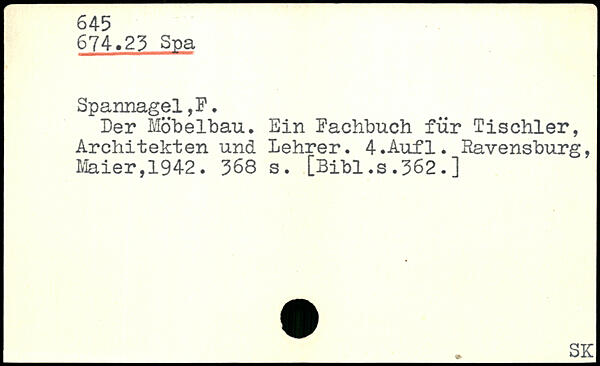 645
674.23 Spa
Spannagel,F.
Der Möbelbau. Ein Fachbuch für Tischler,
Architekten und Lehrer. 4.Aufl. Ravensburg,
Maier,1942. 368 s. [Bibl.s.362.]
SK